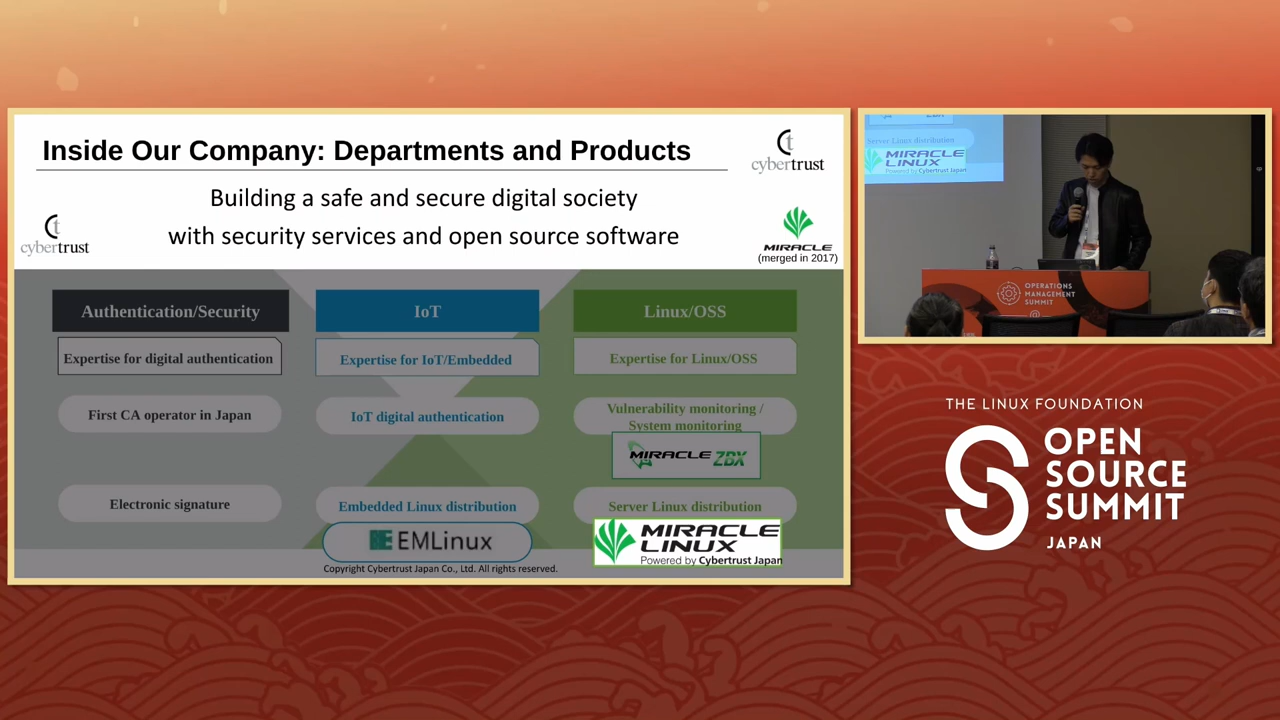 Inside Our Company: Departments and Products
cybertrust
Building a safe and secure digital society
with security services and open source software
cybertrust
MIRACLE
(merged in 2017)
Authentication/Security
Expertise for digital authentication
First CA operator in Japan
Electronic signature
IoT
Expertise for IoT/Embedded
IoT digital authentication
Embedded Linux distribution
EMLinux
Linux/OSS
Expertise for Linux/OSS
Vulnerability monitoring /
System monitoring
MIRACLE ZBX
Server Linux distribution
MIRACLE
LINUX
Powered by Cybertrust Japan
Copyright Cybertrust Japan Co., Ltd. All rights reserved.
Server Linux distribution
MIRACLE
LINUX
Powered by Cybertrust Japan
OPERATIONS
MANAGEMENT
SUMMIT
THE LINUX FOUNDATION
OPEN
SOURCE
SUMMIT
JAPAN